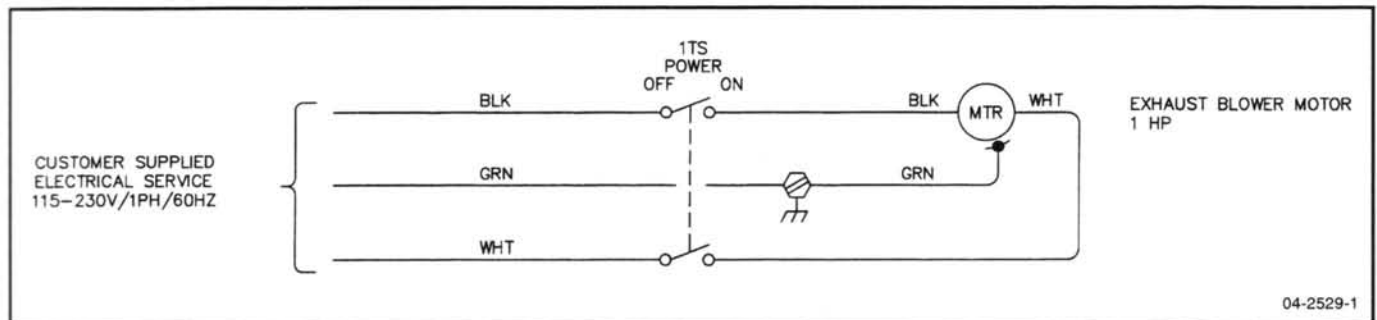 1TS
POWER
OFF ON
BLK
BLK
MTR
WHT
EXHAUST BLOWER MOTOR
1 HP
CUSTOMER SUPPLIED
ELECTRICAL SERVICE
115-230V/1PH/60HZ
GRN
GRN
WHT
04-2529-1